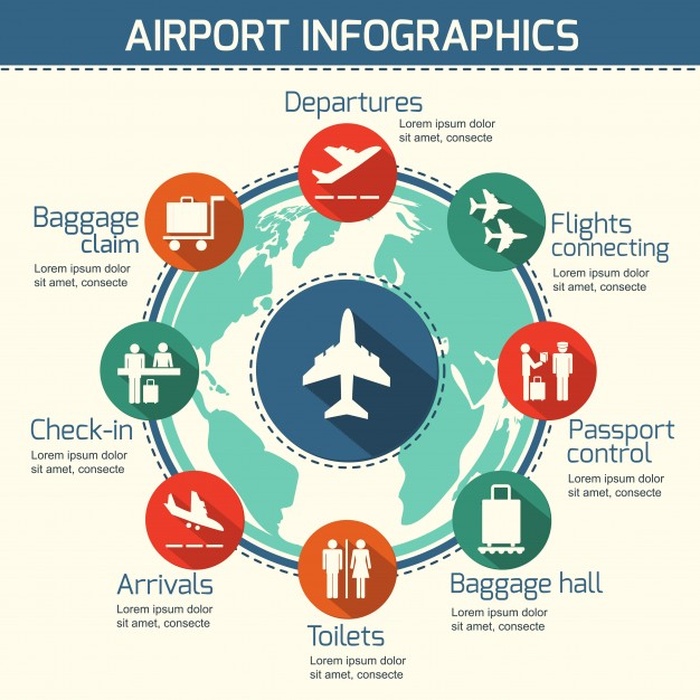 AIRPORT INFOGRAPHICS
Departures
Lorem ipsum dolor
sit amet, consecte
Flights
connecting
Lorem ipsum dolor
sit amet, consecte
Passport
control
Lorem ipsum dolor
sit amet, consecte
Baggage hall
Lorem ipsum dolor
sit amet, consecte
Toilets
Lorem ipsum dolor
sit amet, consecte
Arrivals
Lorem ipsum dolor
sit amet, consecte
Check-in
Lorem ipsum dolor
sit amet, consecte
Baggage
claim
Lorem ipsum dolor
sit amet, consecte